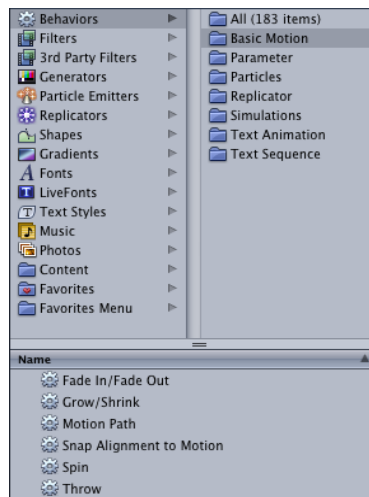 Behaviors
Filters
3rd Party Filters
Generators
Particle Emitters
Replicators
Shapes
Gradients
Fonts
LiveFonts
Text Styles
Music
Photos
Content
Favorites
Favorites Menu
All (183 items)
Basic Motion
Parameter
Particles
Replicator
Simulations
Text Animation
Text Sequence
Name
Fade In/Fade Out
Grow/Shrink
Motion Path
Snap Alignment to Motion
Spin
Throw